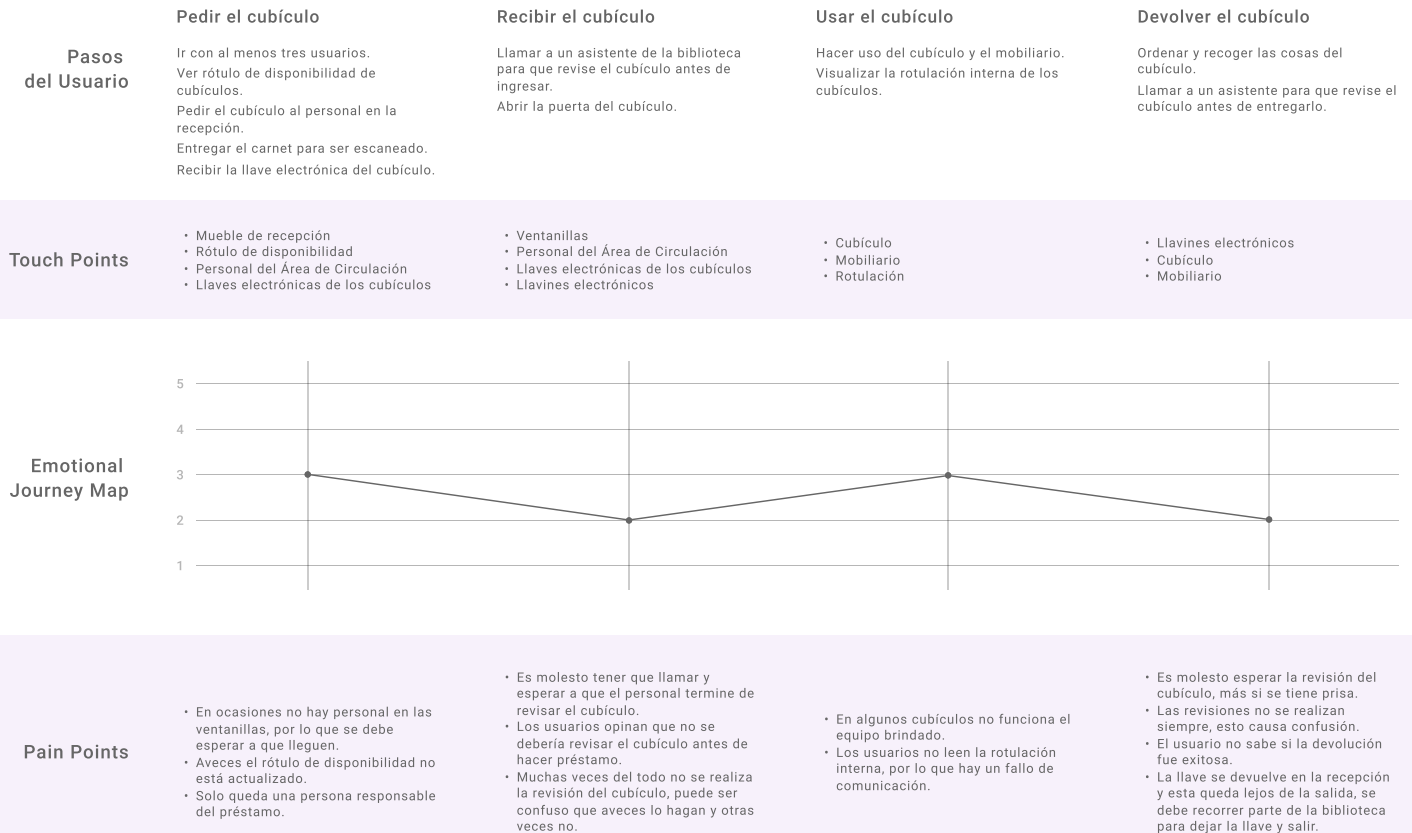 Pedir el cubículo
Recibir el cubículo
Usar el cubículo
Devolver el cubículo
Pasos
del Usuario
Ir con al menos tres usuarios.
Ver rótulo de disponibilidad de
cubículos.
Pedir el cubículo al personal en la
recepción.
Entregar el carnet para ser escaneado.
Recibir la llave electrónica del cubículo.
Llamar a un asistente de la biblioteca
para que revise el cubículo antes de
ingresar.
Abrir la puerta del cubículo.
Hacer uso del cubículo y el mobiliario.
Visualizar la rotulación interna de los
cubículos.
Ordenar y recoger las cosas del
cubículo.
Llamar a un asistente para que revise el
cubículo antes de entregarlo.
Touch Points
• Mueble de recepción
• Rótulo de disponibilidad
• Personal del Área de Circulación
• Llaves electrónicas de los cubículos
• Ventanillas
• Personal del Área de Circulación
• Llaves electrónicas de los cubículos
• Llavines electrónicos
• Cubículo
• Mobiliario
• Rotulación
• Llavines electrónicos
• Cubículo
• Mobiliario
Emotional
Journey Map
5
4
3
2
1
Pain Points
• En ocasiones no hay personal en las
ventanillas, por lo que se debe
esperar a que lleguen.
• Aveces el rótulo de disponibilidad no
está actualizado.
• Solo queda una persona responsable
del préstamo.
• Es molesto tener que llamar y
esperar a que el personal termine de
revisar el cubículo.
• Los usuarios opinan que no se
debería revisar el cubículo antes de
hacer préstamo.
• Muchas veces del todo no se realiza
la revisión del cubículo, puede ser
confuso que aveces lo hagan y otras
veces no.
• En algunos cubículos no funciona el
equipo brindado.
• Los usuarios no leen la rotulación
interna, por lo que hay un fallo de
comunicación.
• Es molesto esperar la revisión del
cubículo, más si se tiene prisa.
• Las revisiones no se realizan
siempre, esto causa confusión.
• El usuario no sabe si la devolución
fue exitosa.
• La llave se devuelve en la recepción
y esta queda lejos de la salida, se
debe recorrer parte de la biblioteca
para dejar la llave y salir.